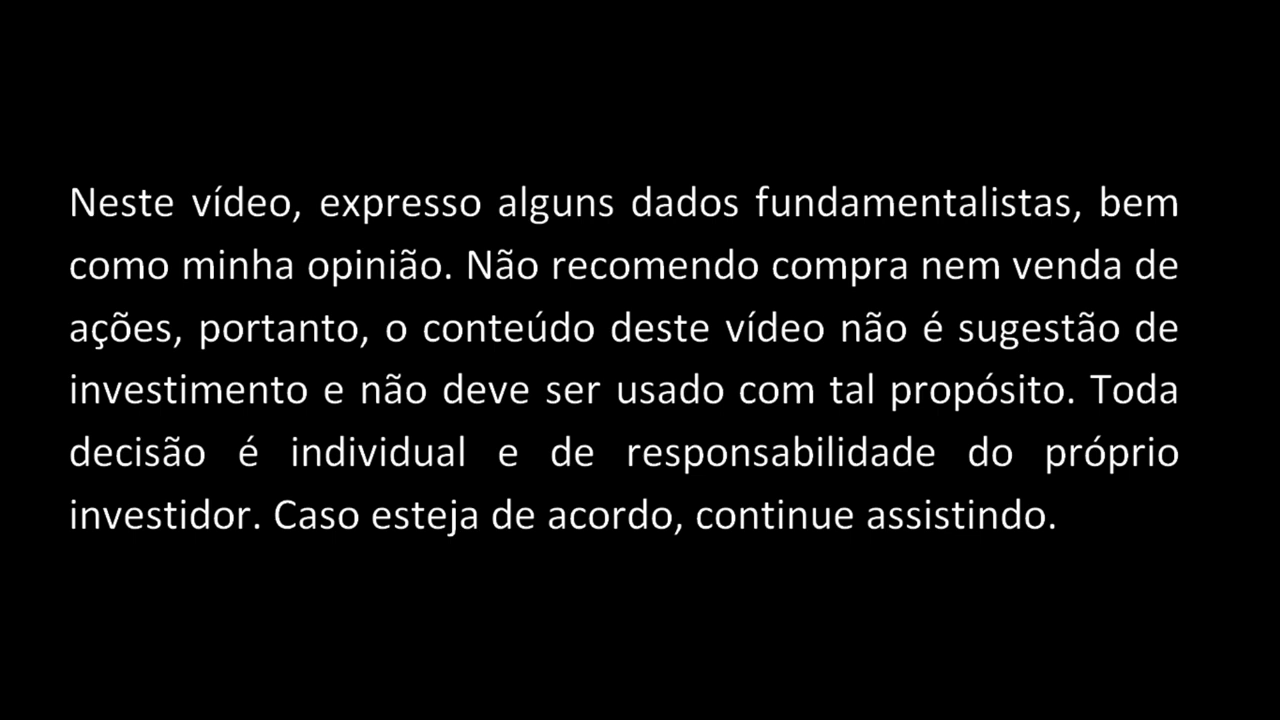 Neste vídeo, expresso alguns dados fundamentalistas, bem
como minha opinião. Não recomendo compra nem venda de
ações, portanto, o conteúdo deste vídeo não é sugestão de
investimento e não deve ser usado com tal propósito. Toda
decisão é individual e de responsabilidade do próprio
investidor. Caso esteja de acordo, continue assistindo.